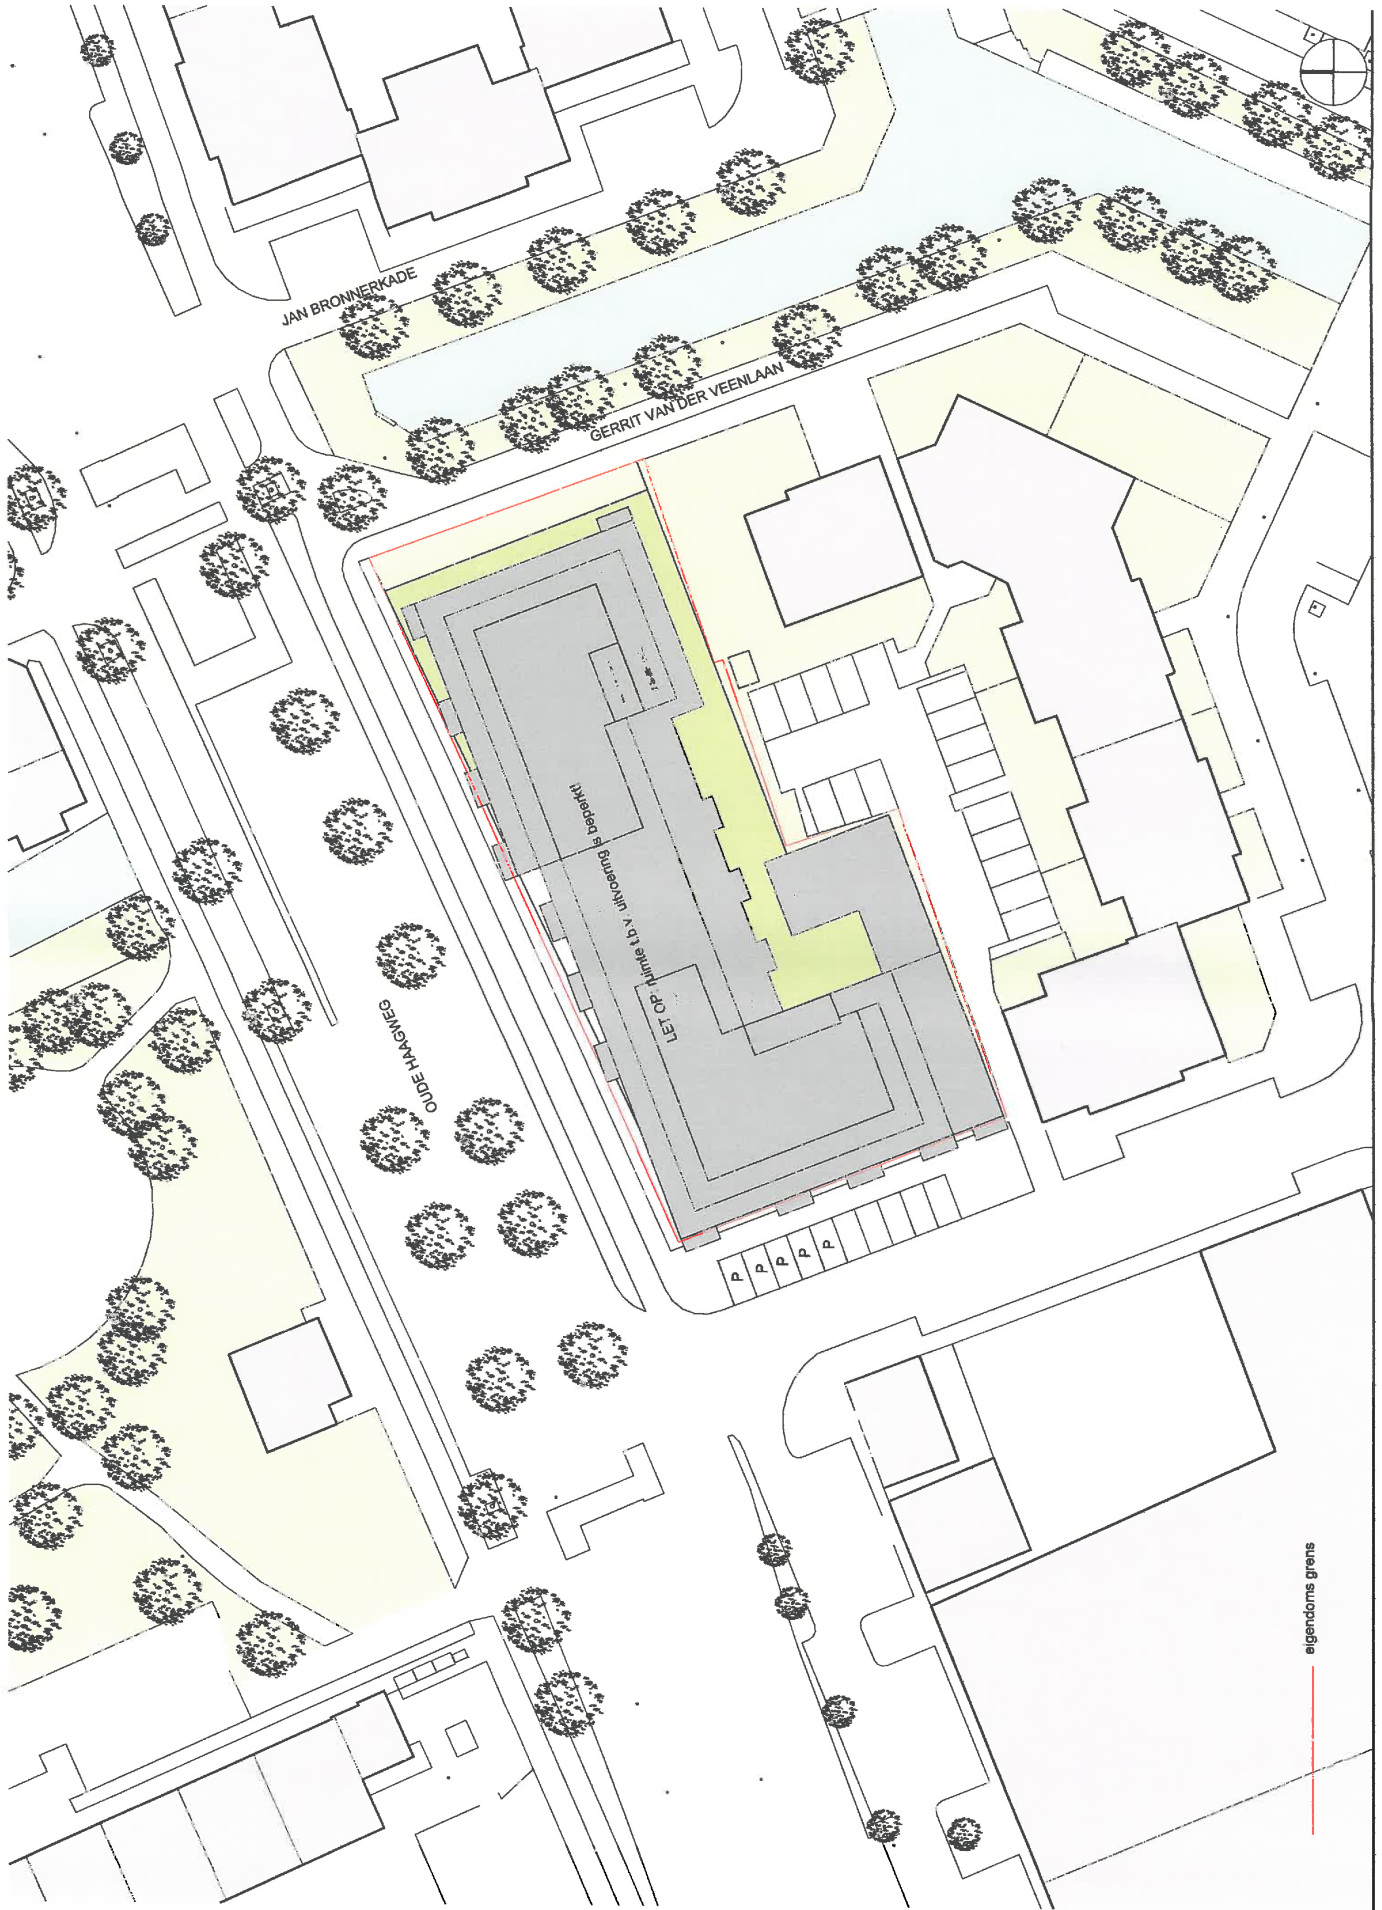 JAN BRONNERKADE
GERRIT VAN DER VEENLAAN
OUDE HAAGWEG
LET OP: ruimte t.b.v. uitvoering is beperkt!
P
P
P
P
P
eigendoms grens